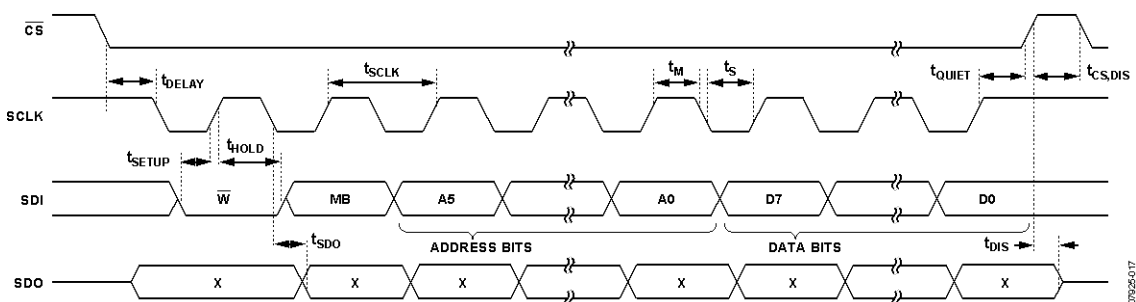 CS
tDELAY
tSCLK
tM
tS
tQUIET
tCS,DIS
SCLK
tSETUP
tHOLD
SDI
W
MB
A5
A0
D7
D0
tSDO
ADDRESS BITS
DATA BITS
tDIS
SDO
X
X
X
X
X
X
07925-017